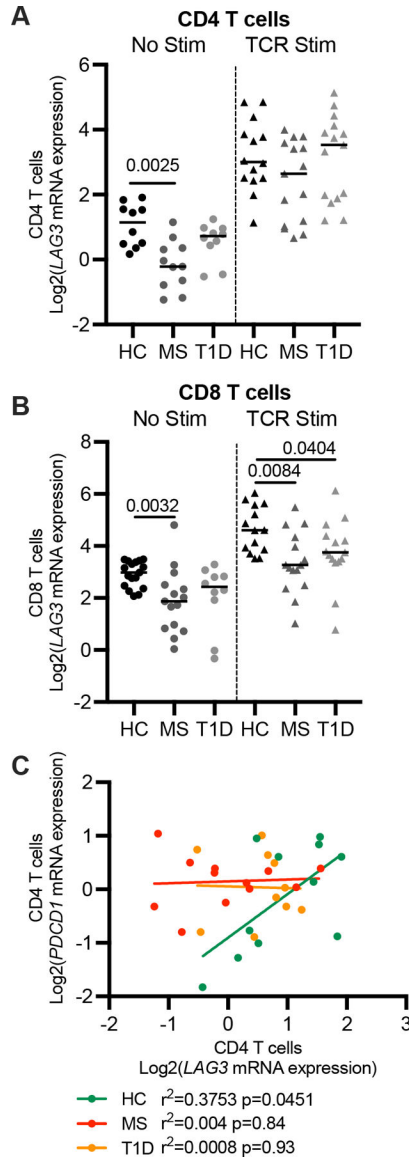 A
CD4 T cells
No Stim TCR Stim
CD4 T cells
Log2(LAG3 mRNA expression)
6
4
2
0
-2
0.0025
HC MS T1D HC MS T1D
B
CD8 T cells
No Stim TCR Stim
CD8 T cells
Log2(LAG3 mRNA expression)
8
6
4
2
0
-2
0.0404
0.0084
0.0032
HC MS T1D HC MS T1D
C
CD4 T cells
Log2(PDCD1 mRNA expression)
2
1
0
-1
-2
-2 -1 0 1 2 3
CD4 T cells
Log2(LAG3 mRNA expression)
HC r²=0.3753 p=0.0451
MS r²=0.004 p=0.84
T1D r²=0.0008 p=0.93